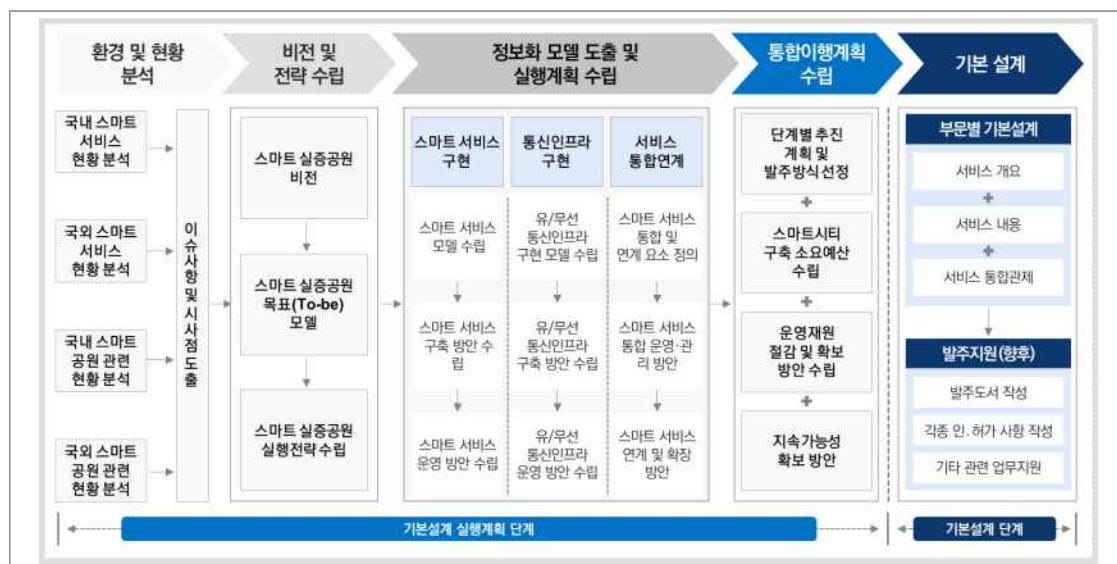 환경 및 현황
분석
비전 및
전략 수립
정보화 모델 도출 및
실행계획 수립
통합이행계획
수립
기본 설계
국내 스마트
서비스
현황 분석
국외 스마트
서비스
현황 분석
국내 스마트
공원 관련
현황 분석
국외 스마트
공원 관련
현황 분석
이슈사항 및 시사점 도출
스마트 실증공원
비전
스마트 실증공원
목표(To-be)
모델
스마트 실증공원
실행전략 수립
스마트 서비스
구현
스마트 서비스
모델 수립
스마트 서비스
구축 방안 수
립
스마트 서비스
운영 방안 수립
통신인프라
구현
유/무선
통신인프라
구현 모델 수립
유/무선
통신인프라
구축 방안 수립
유/무선
통신인프라
운영 방안 수립
서비스
통합연계
스마트 서비스
통합 및
연계 요소 정의
스마트 서비스
통합 운영·관
리 방안
스마트 서비스
연계 및 확장
방안
단계별 추진
계획 및
발주방식 선정
+
스마트시티
구축 소요예산
수립
+
운영재원
절감 및 확보
방안 수립
+
지속가능성
확보 방안
부문별 기본설계
서비스 개요
+
서비스 내용
+
서비스 통합관제
발주지원(향후)
발주도서 작성
각종 인.허가 사항 작성
기타 관련 업무지원
기본설계 실행계획 단계
기본설계 단계